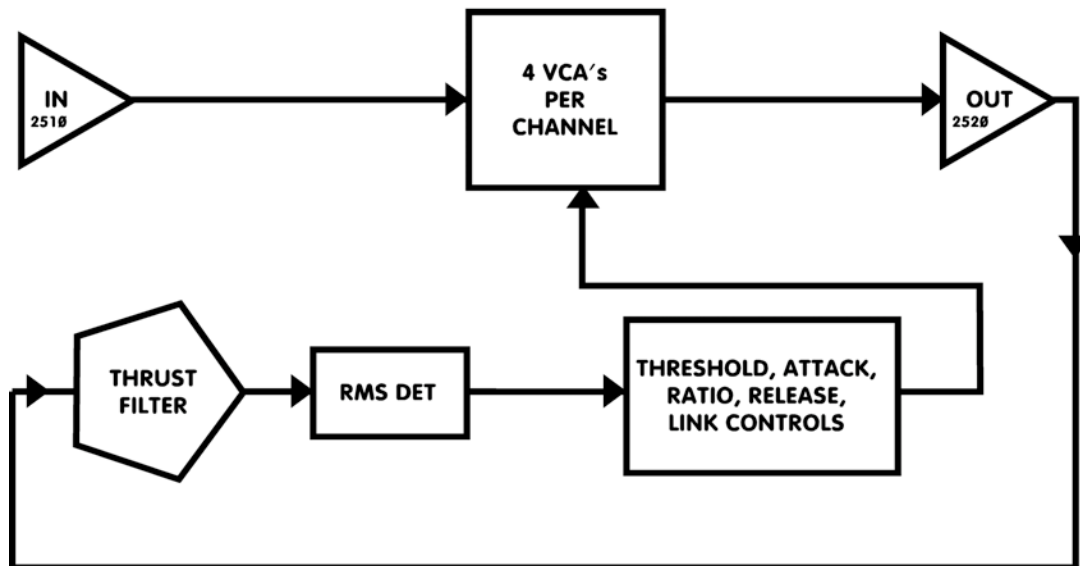 IN
2510
4 VCA's
PER
CHANNEL
OUT
2520
THRUST
FILTER
RMS DET
THRESHOLD, ATTACK,
RATIO, RELEASE,
LINK CONTROLS